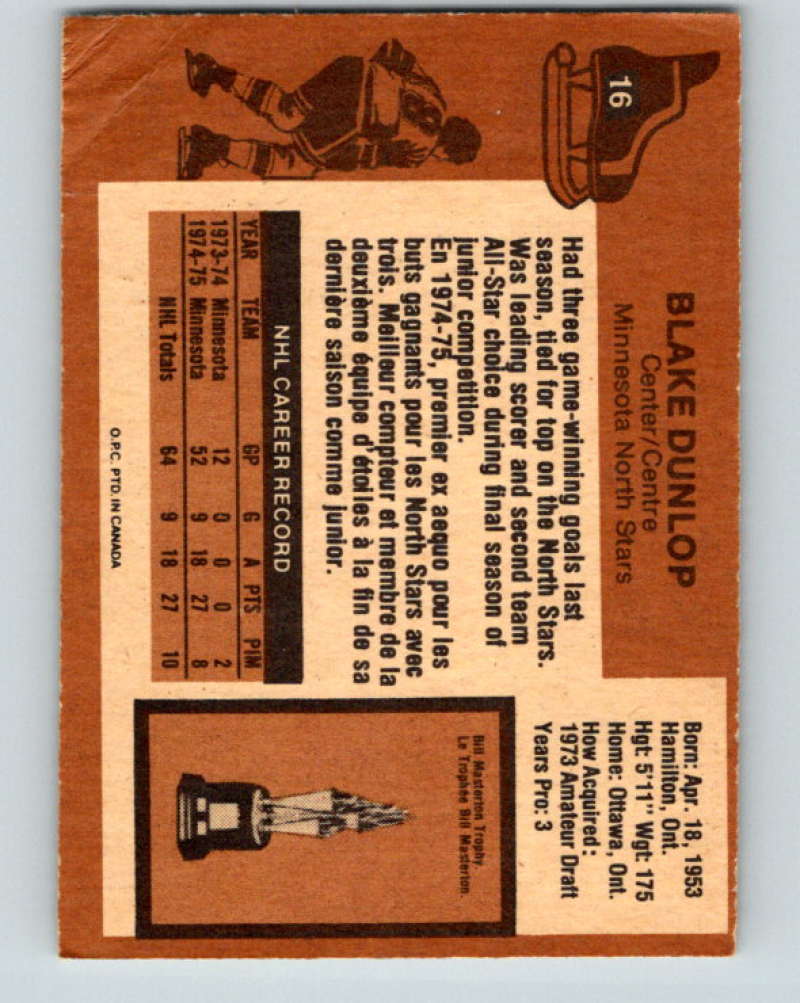 16
BLAKE DUNLOP
Center/Centre
Minnesota North Stars
Born: Apr. 18, 1953
Hamilton, Ont.
Hgt: 5'11" Wgt: 175
Home: Ottawa, Ont.
How Acquired:
1973 Amateur Draft
Years Pro: 3
Had three game-winning goals last
season, tied for top on the North Stars.
Was leading scorer and second team
All-Star choice during final season of
junior competition.
En 1974-75, premier ex aequo pour les
buts gagnants pour les North Stars avec
trois. Meilleur compteur et membre de la
deuxième équipe d'étoiles à la fin de sa
dernière saison comme junior.
NHL CAREER RECORD
YEAR TEAM GP G A PTS PIM
1973-74 Minnesota 12 0 0 0 2
1974-75 Minnesota 52 9 18 27 8
NHL Totals 64 9 18 27 10
Bill Masterton Trophy.
Le Trophée Bill Masterton.
O.P.C. PTD. IN CANADA